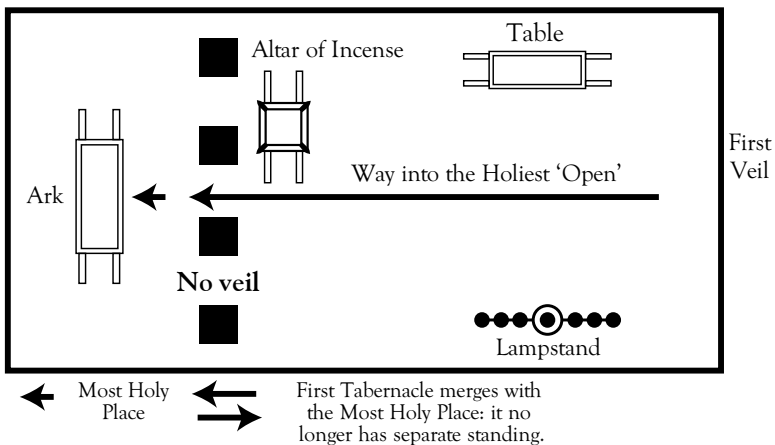 Altar of Incense
Table
First
Veil
Way into the Holiest ‘Open’
Ark
No veil
Lampstand
Most Holy
Place
First Tabernacle merges with
the Most Holy Place: it no
longer has separate standing.